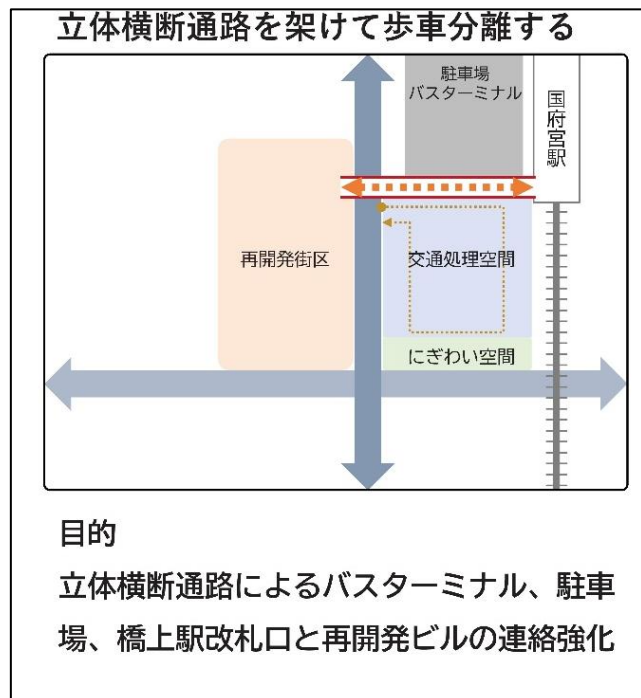 立体横断通路を架けて歩車分離する
駐車場
バスターミナル
国府宮駅
再開発街区
交通処理空間
にぎわい空間
目的
立体横断通路によるバスターミナル、駐車
場、橋上駅改札口と再開発ビルの連絡強化